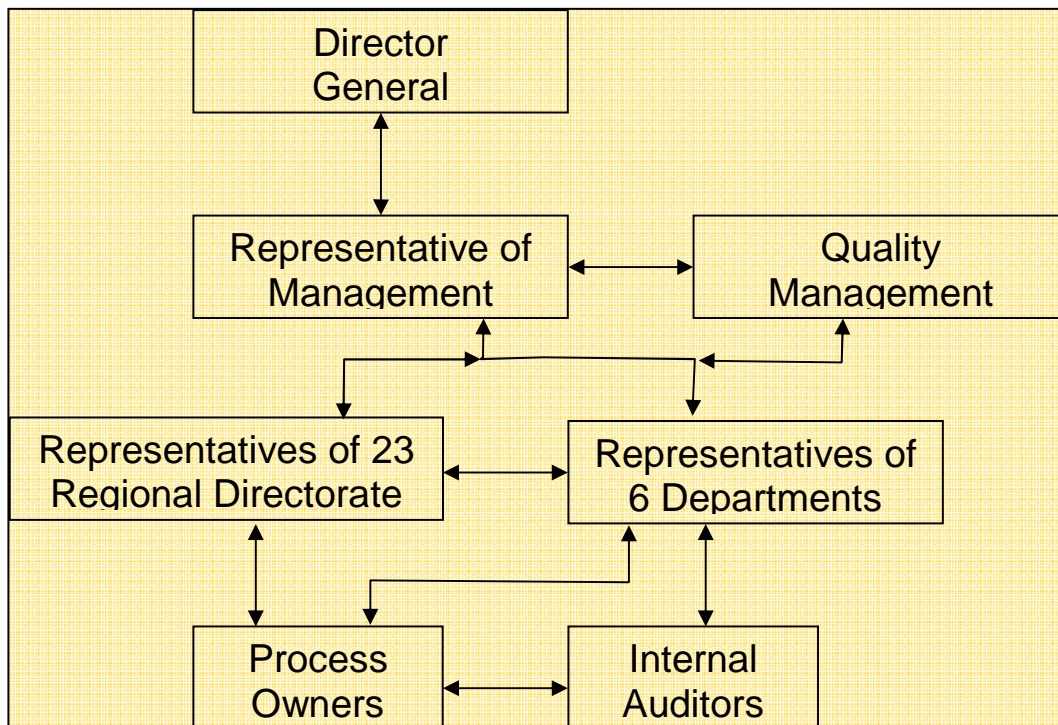 Director
General
Representative of
Management
Quality
Management
Representatives of 23
Regional Directorate
Representatives of
6 Departments
Process
Owners
Internal
Auditors